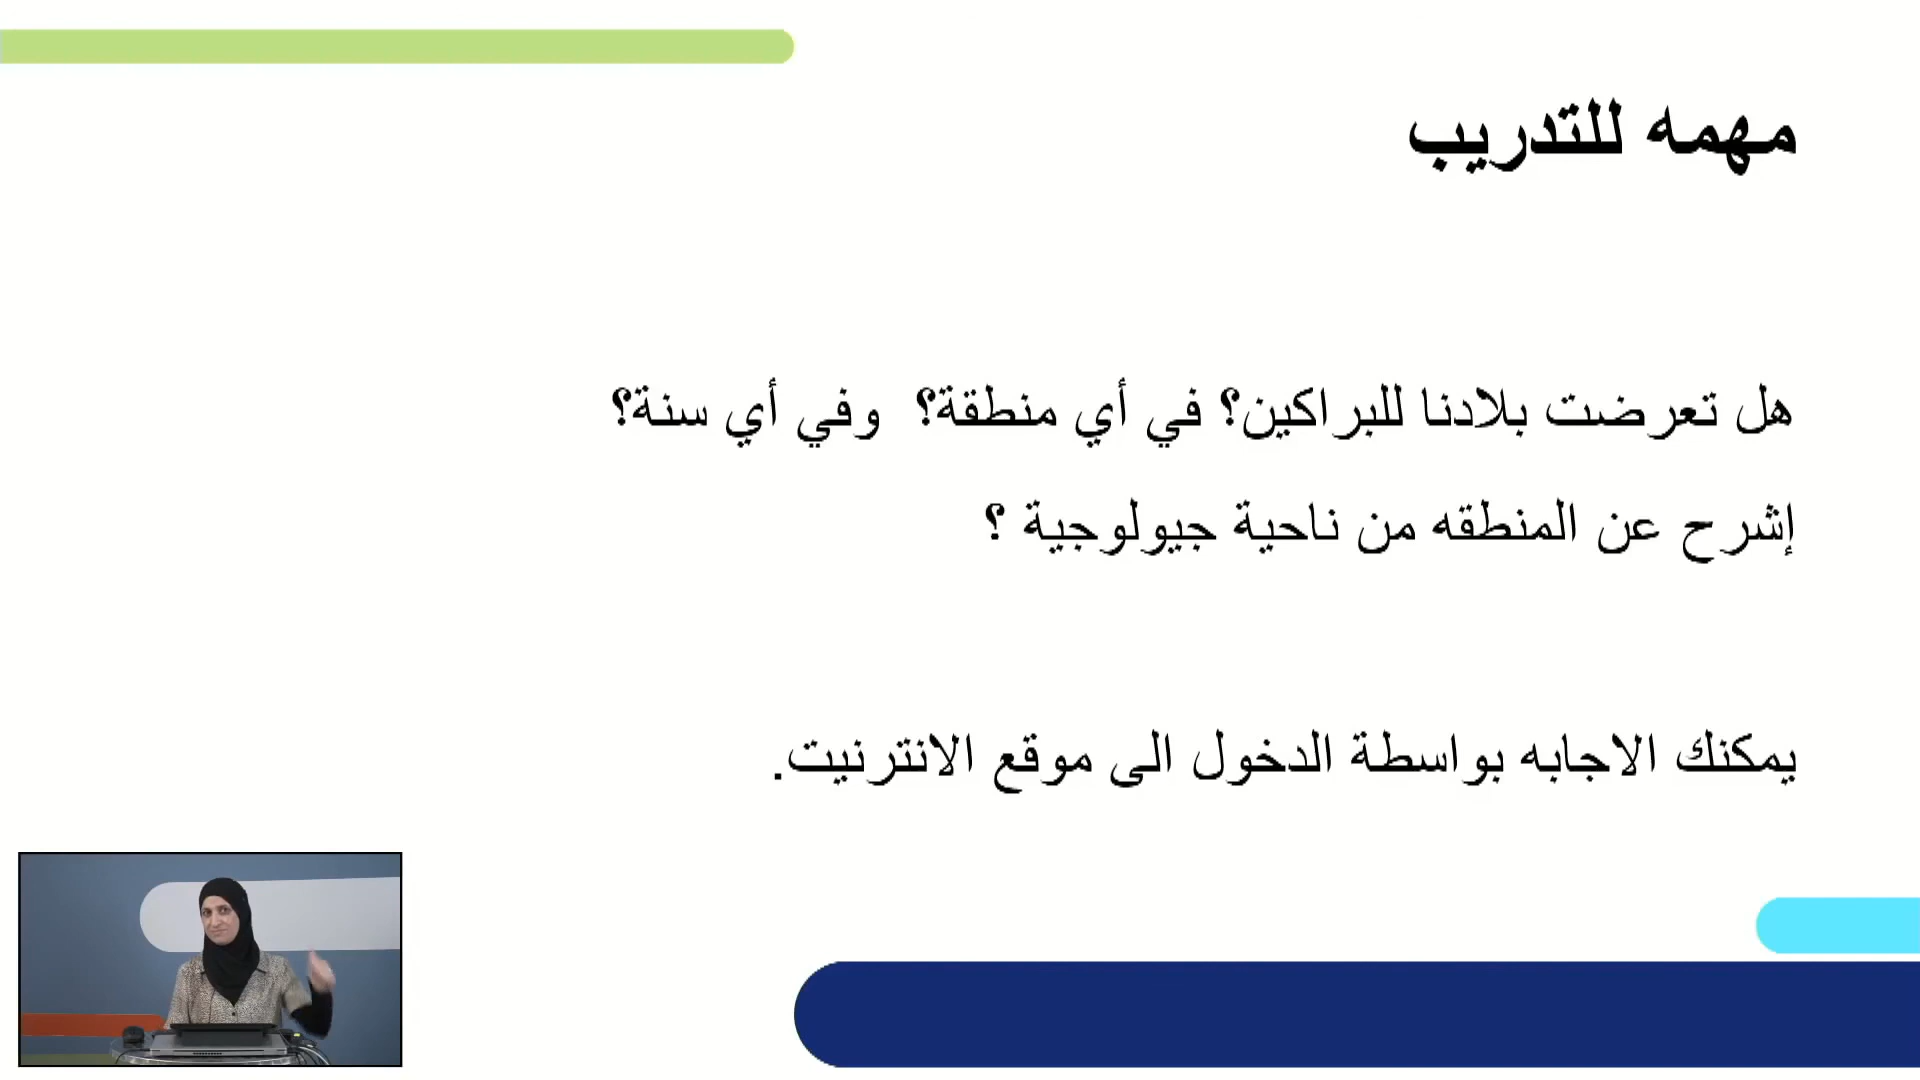 مهمه للتدريب
هل تعرضت بلادنا للبراكين؟ في أي منطقة؟ وفي أي سنة؟
إشرح عن المنطقه من ناحية جيولوجية ؟
يمكنك الاجابه بواسطة الدخول الى موقع الانترنيت.